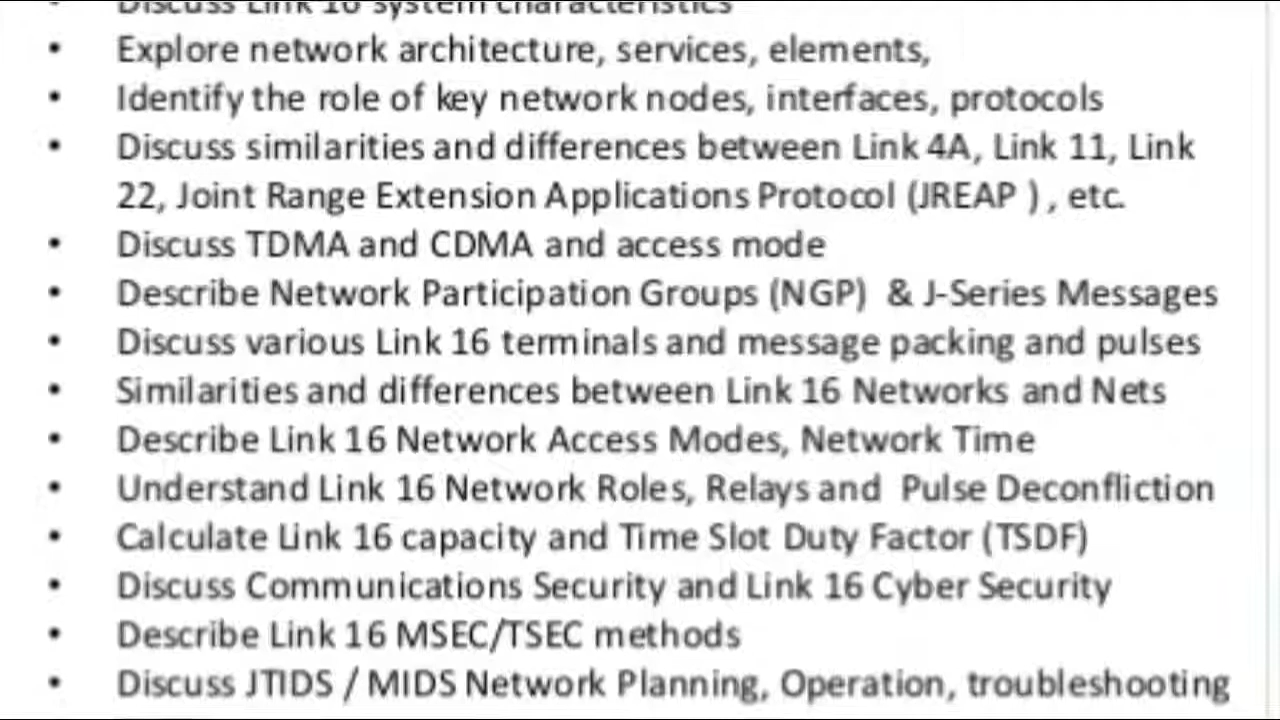 Discuss Link 16 system characteristics
• Explore network architecture, services, elements,
• Identify the role of key network nodes, interfaces, protocols
• Discuss similarities and differences between Link 4A, Link 11, Link
22, Joint Range Extension Applications Protocol (JREAP ) , etc.
• Discuss TDMA and CDMA and access mode
• Describe Network Participation Groups (NGP) & J-Series Messages
• Discuss various Link 16 terminals and message packing and pulses
• Similarities and differences between Link 16 Networks and Nets
• Describe Link 16 Network Access Modes, Network Time
• Understand Link 16 Network Roles, Relays and Pulse Deconfliction
• Calculate Link 16 capacity and Time Slot Duty Factor (TSDF)
• Discuss Communications Security and Link 16 Cyber Security
• Describe Link 16 MSEC/TSEC methods
• Discuss JTIDS / MIDS Network Planning, Operation, troubleshooting